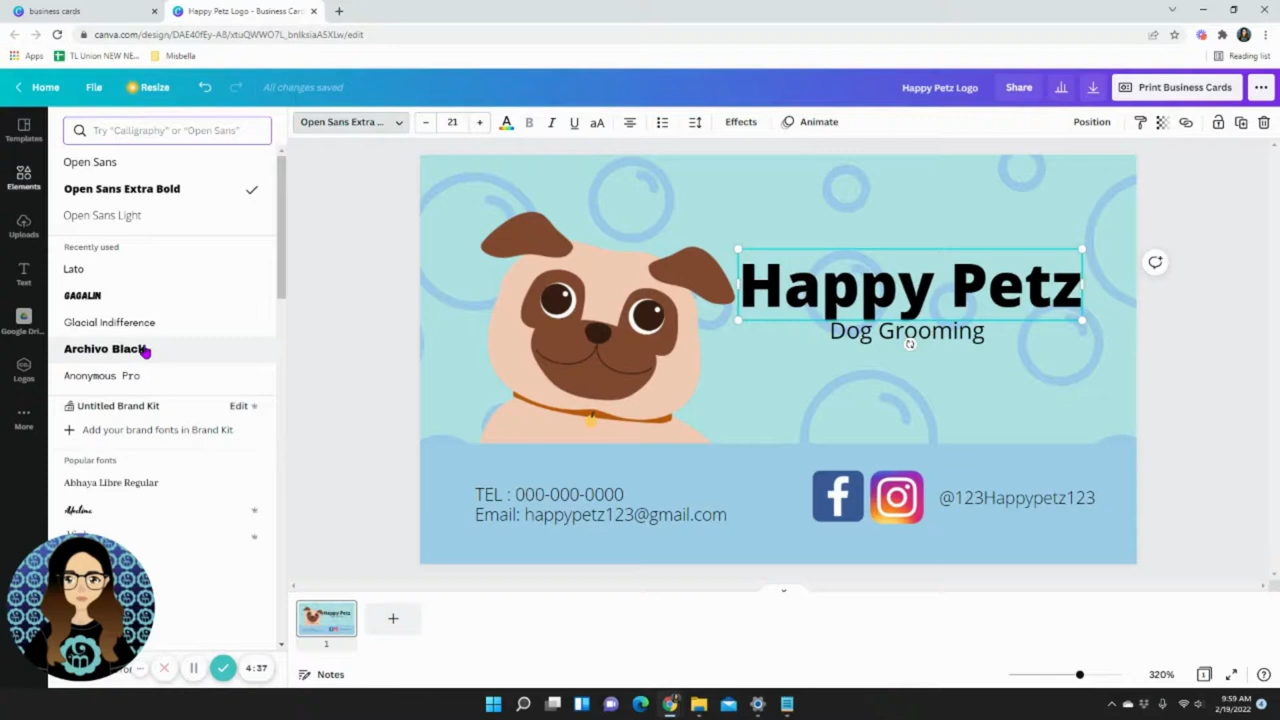 business cards
Happy Petz Logo - Business Car
canva.com/design/DAE40fEy-A8/xtuQWWO7L_bnlksiaA5XLw/edit
Apps
TL Union NEW NE...
Misbella
Reading list
Home
File
Resize
All changes saved
Happy Petz Logo
Share
Print Business Cards
Templates
Elements
Uploads
Text
Google Dri...
Logos
More
Try "Calligraphy" or "Open Sans"
Open Sans
Open Sans Extra Bold
Open Sans Light
Recently used
Lato
GAGALIN
Glacial Indifference
Archivo Black
Anonymous Pro
Untitled Brand Kit
Edit
Add your brand fonts in Brand Kit
Popular fonts
Abhaya Libre Regular
Open Sans Extra ...
21
A
B
I
U
aA
Effects
Animate
Position
Happy Petz
Dog Grooming
TEL : 000-000-0000
Email: happypetz123@gmail.com
@123Happypetz123
1
Notes
4:37
320%
1
9:59 AM
2/19/2022